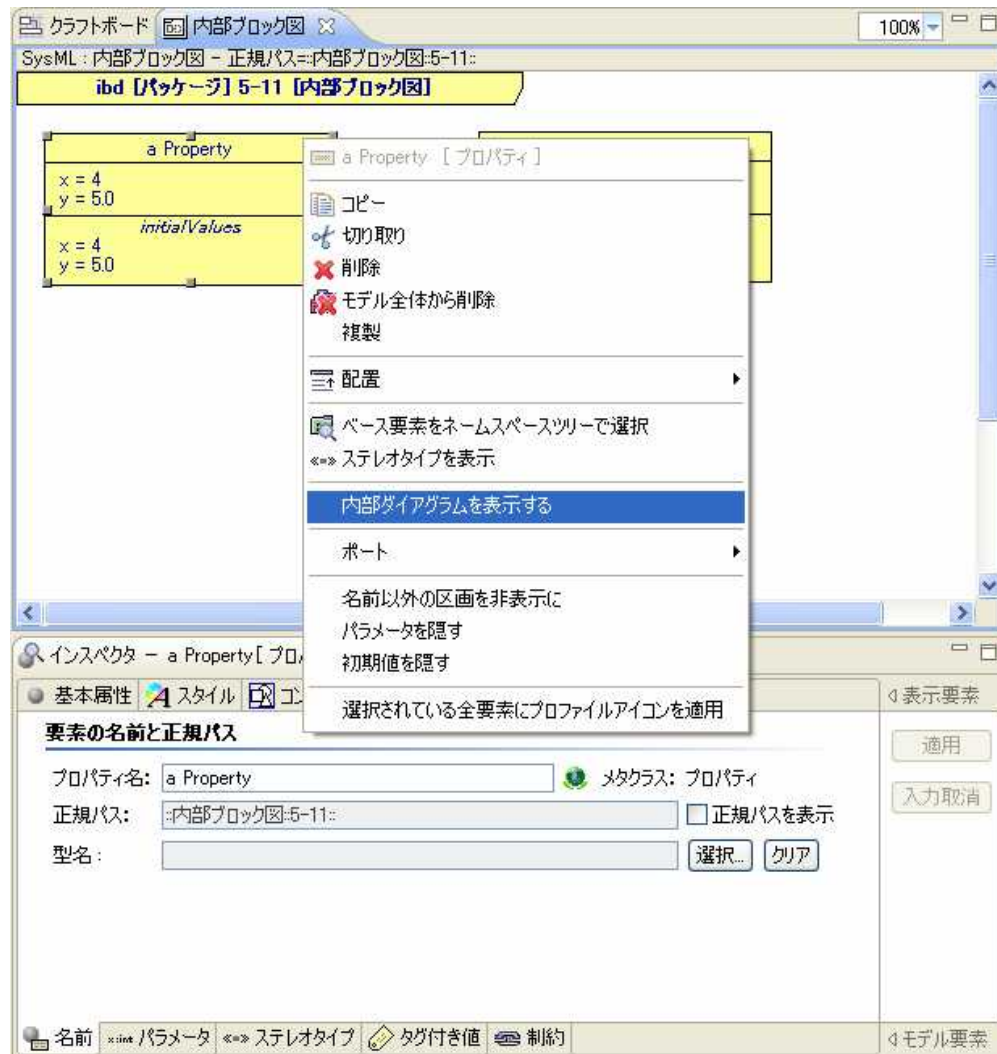 クラフトボード 内部ブロック図 100%
SysML : 内部ブロック図 - 正規パス=::内部ブロック図::5-11::
ibd [パッケージ] 5-11 [内部ブロック図]
a Property
x = 4
y = 5.0
initialValues
x = 4
y = 5.0
a Property [ プロパティ ]
コピー
切り取り
削除
モデル全体から削除
複製
配置
ベース要素をネームスペースツリーで選択
«=» ステレオタイプを表示
内部ダイアグラムを表示する
ポート
名前以外の区画を非表示に
パラメータを隠す
初期値を隠す
選択されている全要素にプロファイルアイコンを適用
インスペクタ - a Property[ プロ
基本属性 スタイル コン 表示要素
要素の名前と正規パス
適用
プロパティ名: a Property メタクラス: プロパティ
入力取消
正規パス: ::内部ブロック図::5-11:: 正規パスを表示
型名 : 選択... クリア
名前 x:int パラメータ «=» ステレオタイプ タグ付き値 制約 モデル要素